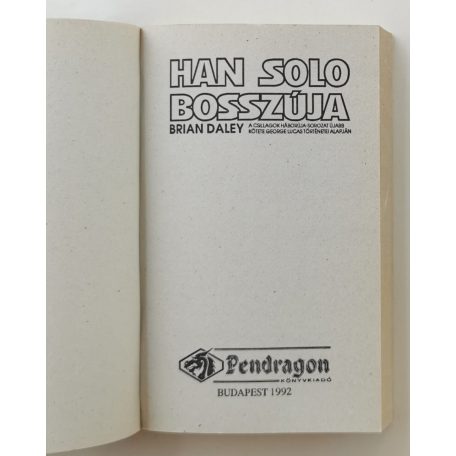 HAN SOLO
BOSSZÚJA
BRIAN DALEY A CSILLAGOK HÁBORÚJA-SOROZAT ÚJABB
KÖTETE GEORGE LUCAS TÖRTÉNETEI ALAPJÁN
Pendragon
KÖNYVKIADÓ
BUDAPEST 1992